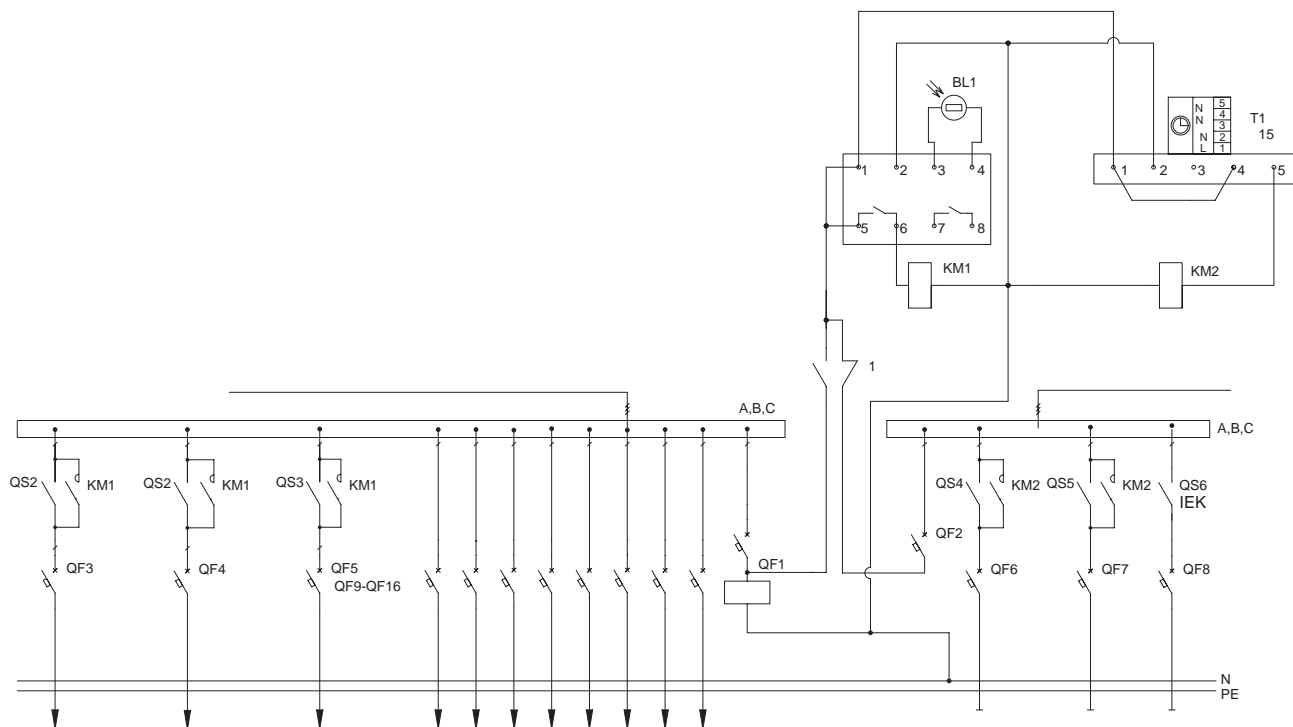 BL1
5
N 4
N 3
N 2
L 1
T1
15
1 2 3 4
1 2 3 4 5
5 6 7 8
KM1
KM2
1
A,B,C
A,B,C
QS2 KM1
QS2 KM1
QS3 KM1
QS4 KM2
QS5 KM2
QS6
IEK
QF2
QF3
QF4
QF5
QF9-QF16
QF1
QF6
QF7
QF8
N
PE